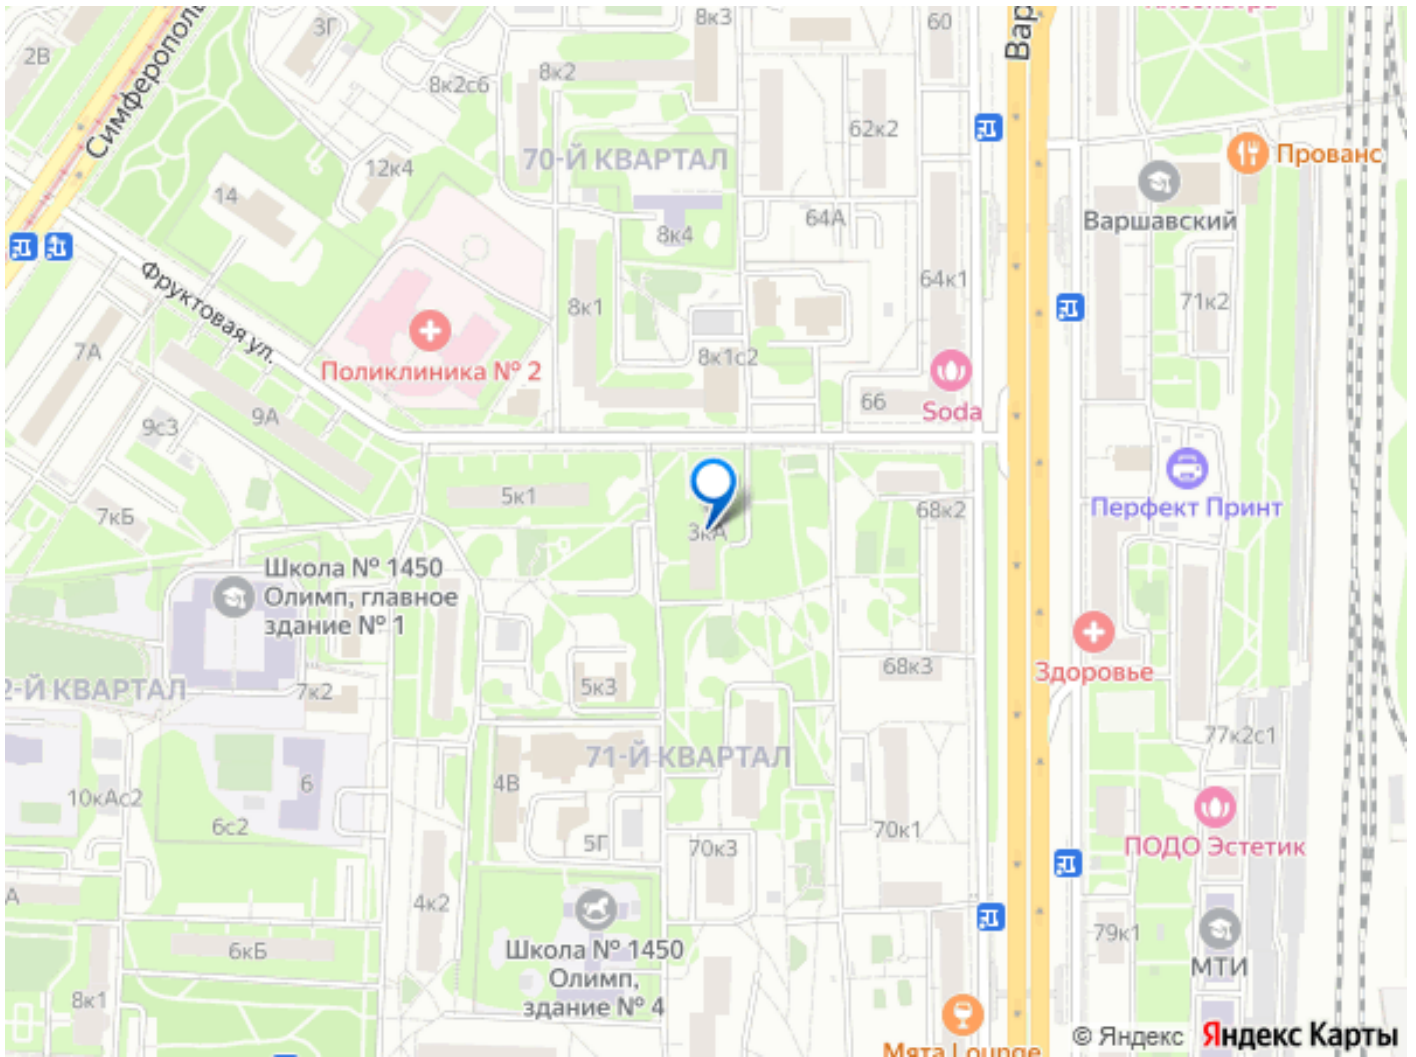 3Г
8к3
60
Вар
2В
Симферополь
8к2с6
8к2
62к2
70-Й КВАРТАЛ
Прованс
12к4
14
Варшавский
64А
8к4
64к1
Фруктовая ул.
8к1
71к2
7А
8к1с2
Поликлиника № 2
66
Soda
9А
9с3
5к1
Перфект Принт
68к2
7кБ
3кА
Школа № 1450
Олимп, главное
здание № 1
68к3
Здоровье
2-Й КВАРТАЛ
7к2
5к3
77к2с1
71-Й КВАРТАЛ
4В
6
10кАс2
6с2
5Г
70к3
70к1
ПОДО Эстетик
А
4к2
79к1
6кБ
Школа № 1450
Олимп,
здание № 4
МТИ
8к1
Мята Lounge
© Яндекс Яндекс Карты